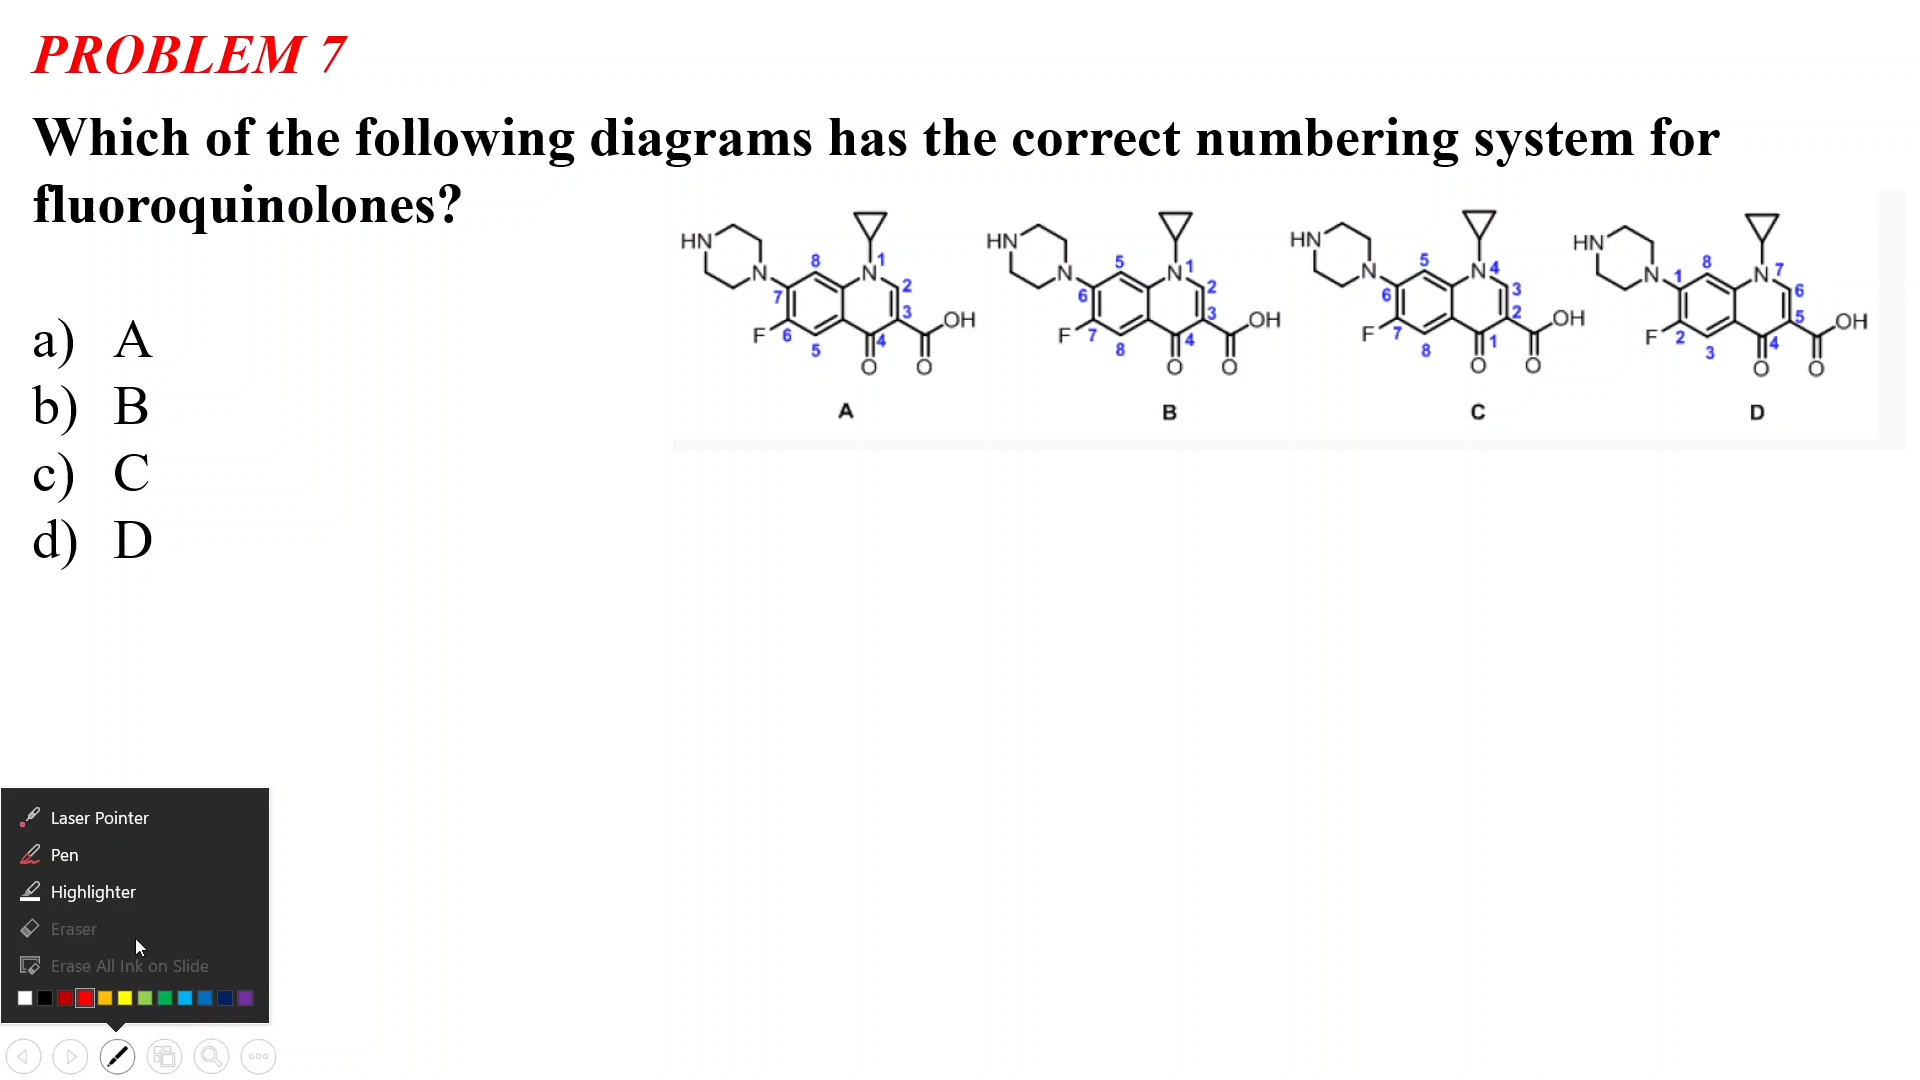 PROBLEM 7
Which of the following diagrams has the correct numbering system for
fluoroquinolones?
a) A
b) B
c) C
d) D
HN N N F O O OH 1 2 3 4 5 6 7 8
A
HN N N F O O OH 1 2 3 4 5 6 7 8
B
HN N N F O O OH 4 3 2 1 5 6 7 8
C
HN N N F O O OH 7 6 5 4 8 1 2 3
D
Laser Pointer
Pen
Highlighter
Eraser
Erase All Ink on Slide